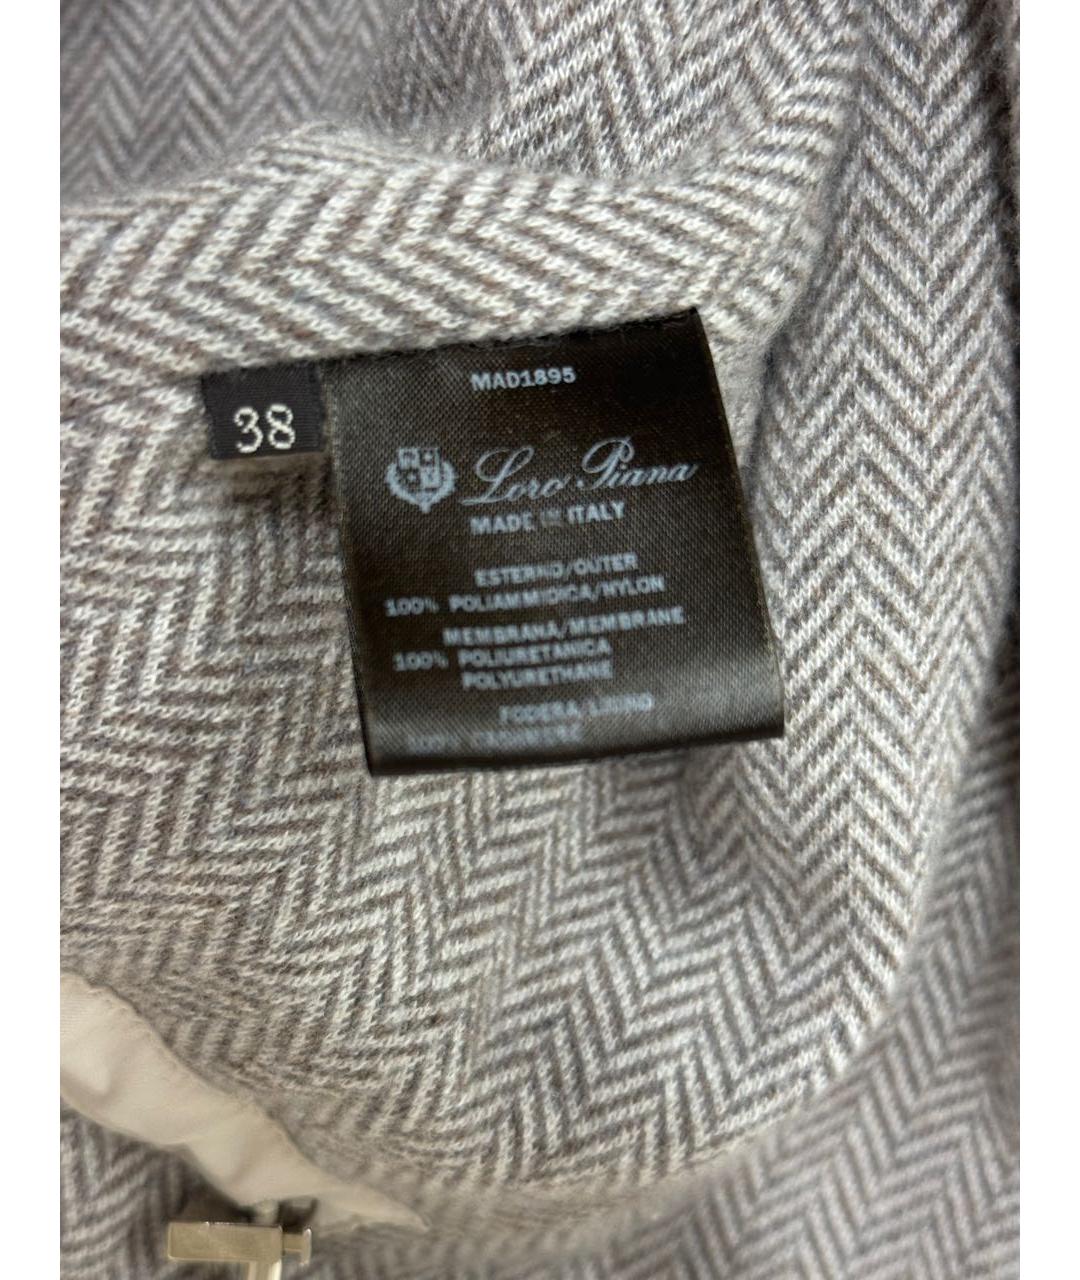 MAD1895
38
Loro Piana
MADE IN ITALY
ESTERNO/OUTER
100% POLIAMMIDICA/NYLON
MEMBRANA/MEMBRANE
100% POLIURETANICA
POLYURETHANE
FODERA/LINING
100%